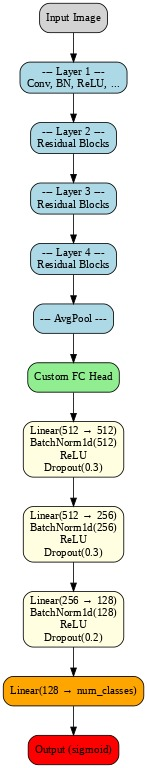 Input Image
--- Layer 1 ---
Conv, BN, ReLU, ...
--- Layer 2 ---
Residual Blocks
--- Layer 3 ---
Residual Blocks
--- Layer 4 ---
Residual Blocks
--- AvgPool ---
Custom FC Head
Linear(512 → 512)
BatchNorm1d(512)
ReLU
Dropout(0.3)
Linear(512 → 256)
BatchNorm1d(256)
ReLU
Dropout(0.3)
Linear(256 → 128)
BatchNorm1d(128)
ReLU
Dropout(0.2)
Linear(128 → num_classes)
Output (sigmoid)